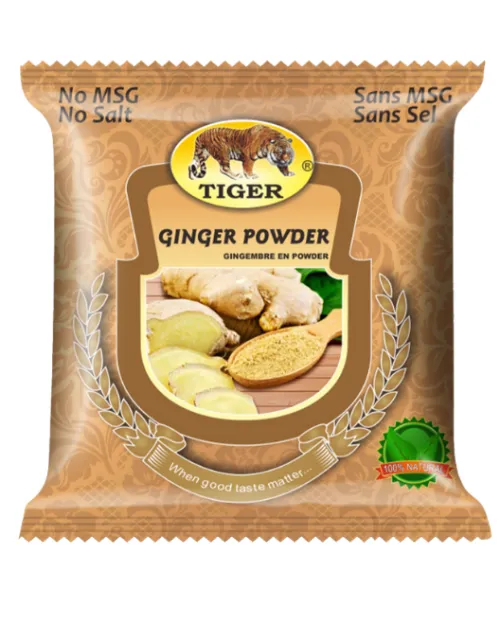 No MSG
No Salt
Sans MSG
Sans Sel
TIGER ®
GINGER POWDER
GINGEMBRE EN POWDER
When good taste matter...
100% NATURAL